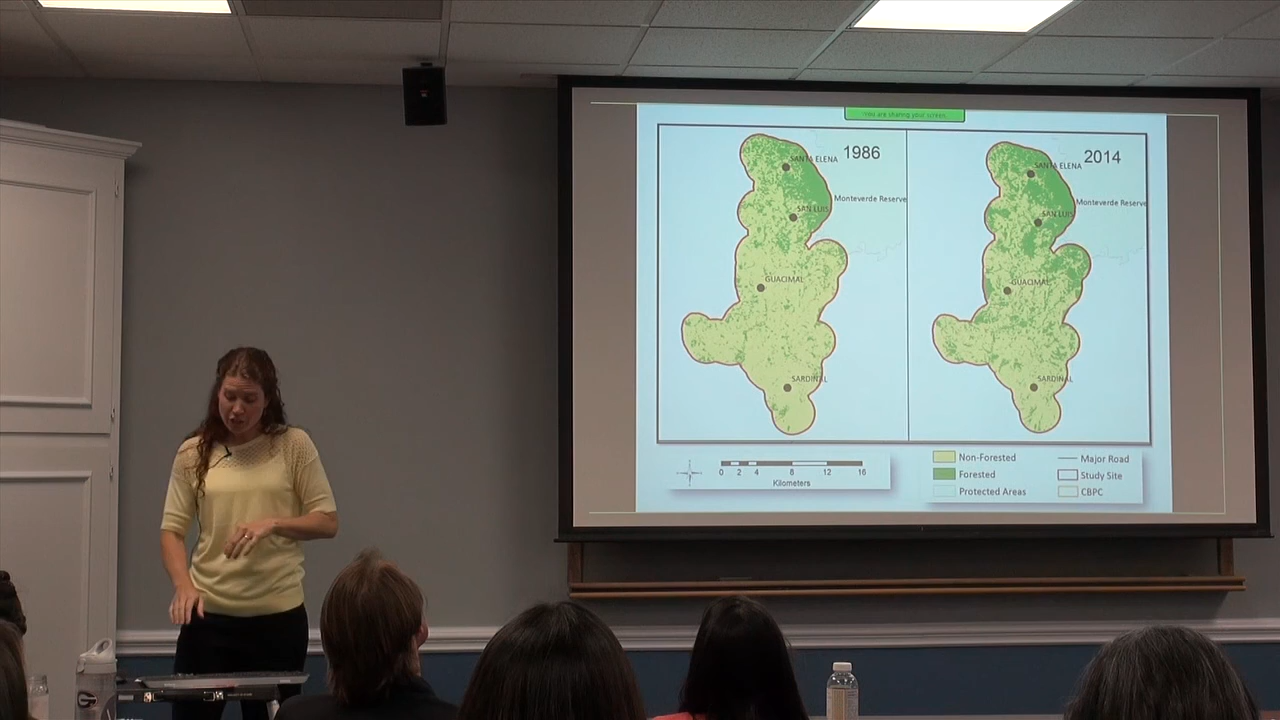 You are sharing your screen.
1986
SANTA ELENA
Monteverde Reserve
SAN LUIS
GUACIMAL
SARDINAL
2014
SANTA ELENA
Monteverde Reserve
SAN LUIS
GUACIMAL
SARDINAL
0 2 4 8 12 16
Kilometers
Non-Forested
Forested
Protected Areas
Major Road
Study Site
CBPC